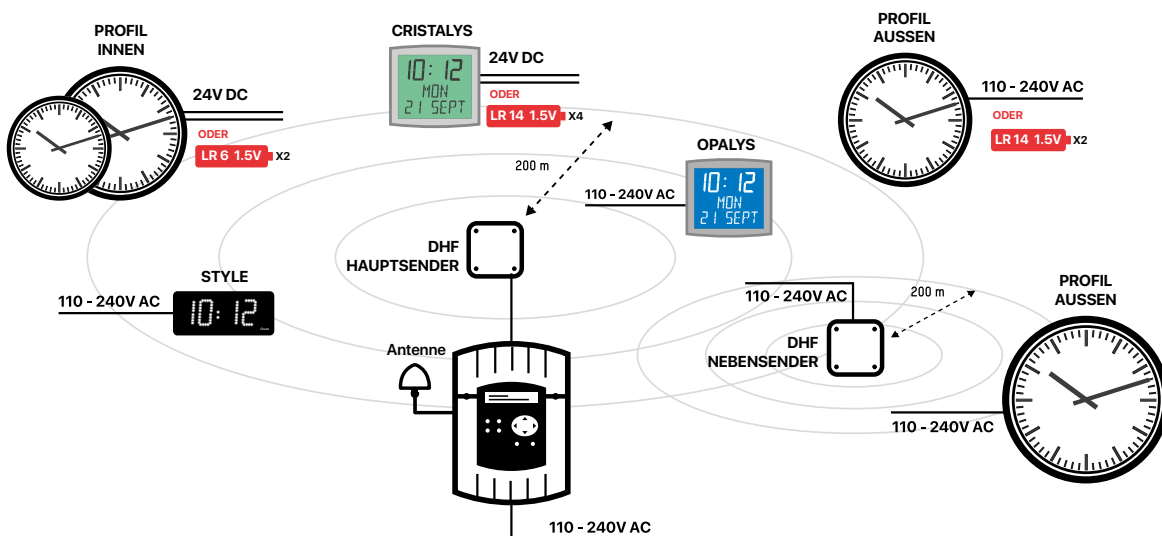 PROFIL
INNEN
24V DC
ODER
LR 6 1.5V X2
CRISTALYS
10:12
MON
21 SEPT
24V DC
ODER
LR 14 1.5V X4
PROFIL
AUSSEN
110 - 240V AC
ODER
LR 14 1.5V X2
200 m
OPALYS
110 - 240V AC
10:12
MON
21 SEPT
DHF
HAUPTSENDER
STYLE
110 - 240V AC
10:12
110 - 240V AC
200 m
DHF
NEBENSENDER
PROFIL
AUSSEN
110 - 240V AC
Antenne
110 - 240V AC